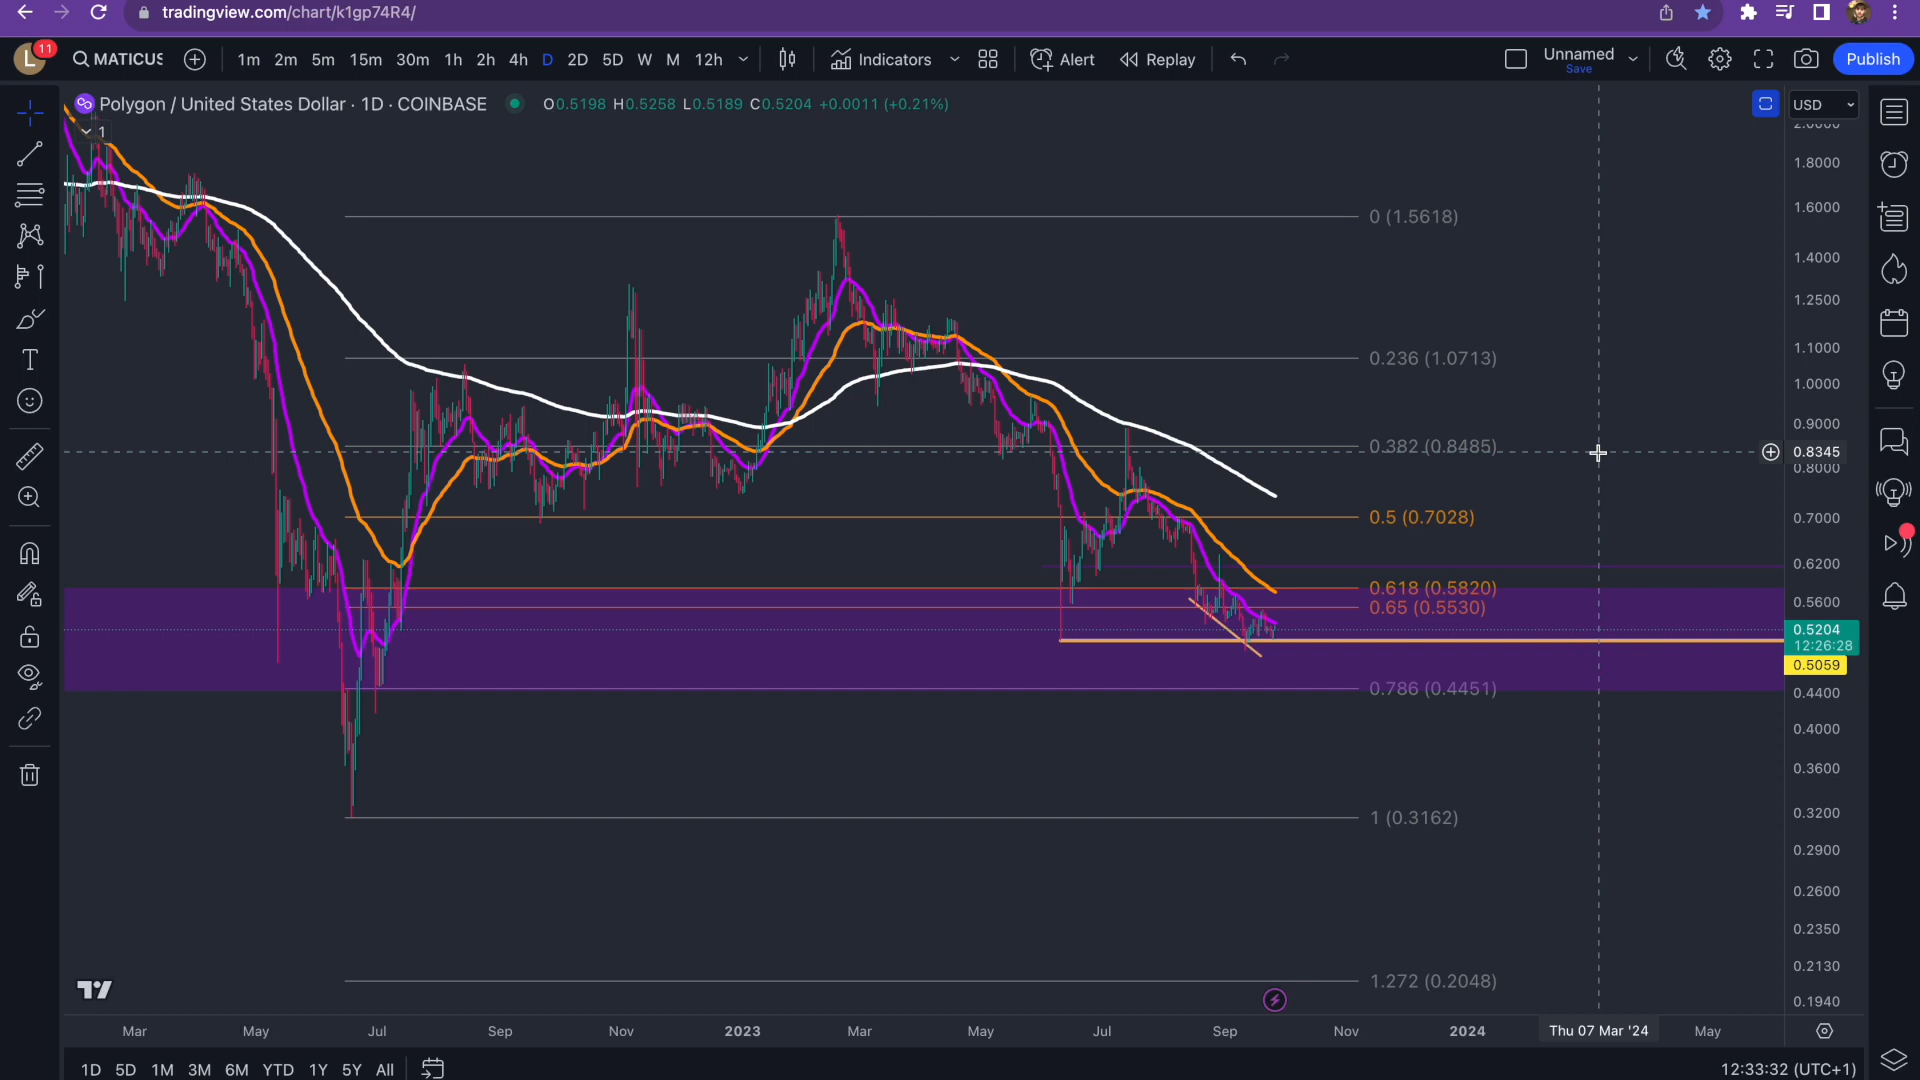 tradingview.com/chart/k1gp74R4/
L 11 MATICUS 1m 2m 5m 15m 30m 1h 2h 4h D 2D 5D W M 12h Indicators Alert Replay Unnamed Save Publish
Polygon / United States Dollar · 1D · COINBASE O0.5198 H0.5258 L0.5189 C0.5204 +0.0011 (+0.21%) USD
1
1.8000
1.6000
0 (1.5618)
1.4000
1.2500
1.1000
0.236 (1.0713)
1.0000
0.9000
0.382 (0.8485)
0.8345
0.8000
0.5 (0.7028) 0.7000
0.6200
0.618 (0.5820)
0.65 (0.5530) 0.5600
0.5204
12:26:28
0.5059
0.786 (0.4451) 0.4400
0.4000
0.3600
1 (0.3162) 0.3200
0.2900
0.2600
0.2350
0.2130
1.272 (0.2048)
0.1940
Mar May Jul Sep Nov 2023 Mar May Jul Sep Nov 2024 Thu 07 Mar '24 May
1D 5D 1M 3M 6M YTD 1Y 5Y All 12:33:32 (UTC+1)